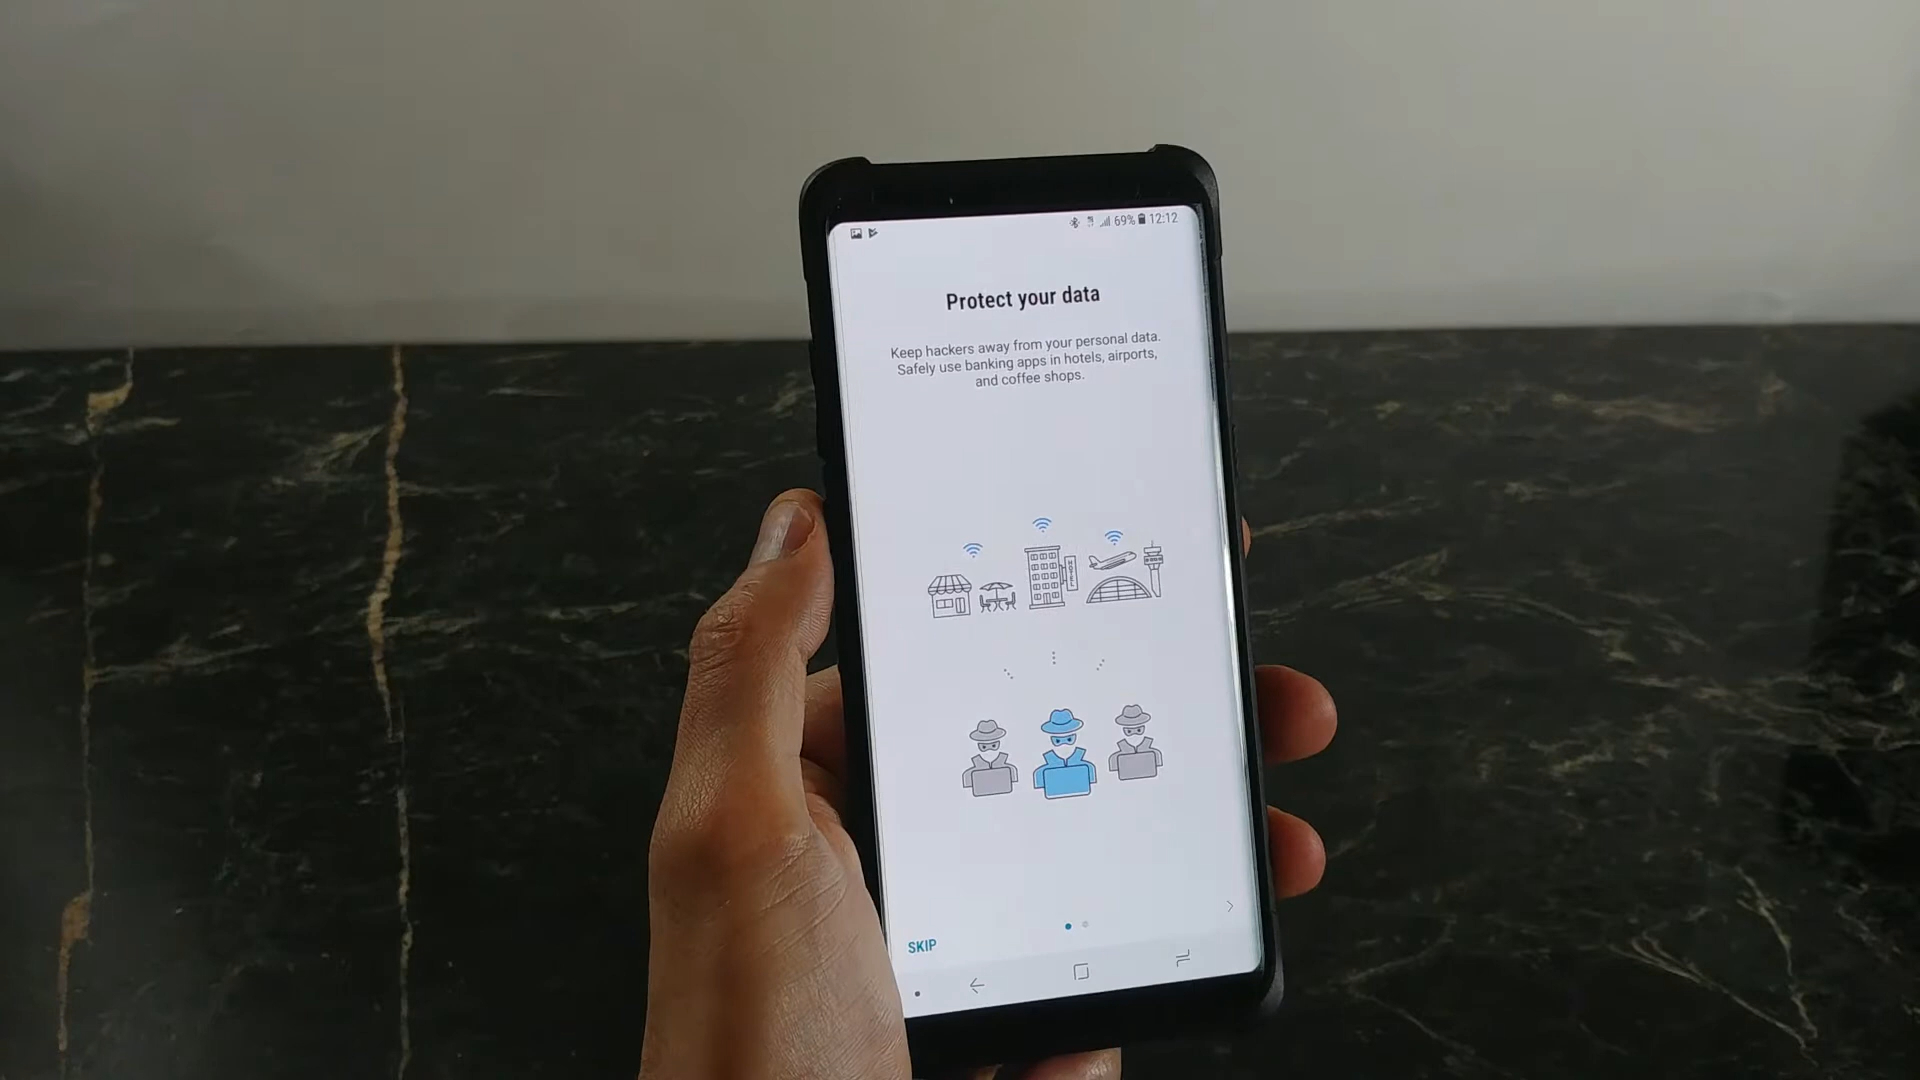 69% 12:12
Protect your data
Keep hackers away from your personal data.
Safely use banking apps in hotels, airports,
and coffee shops.
HOTEL
SKIP